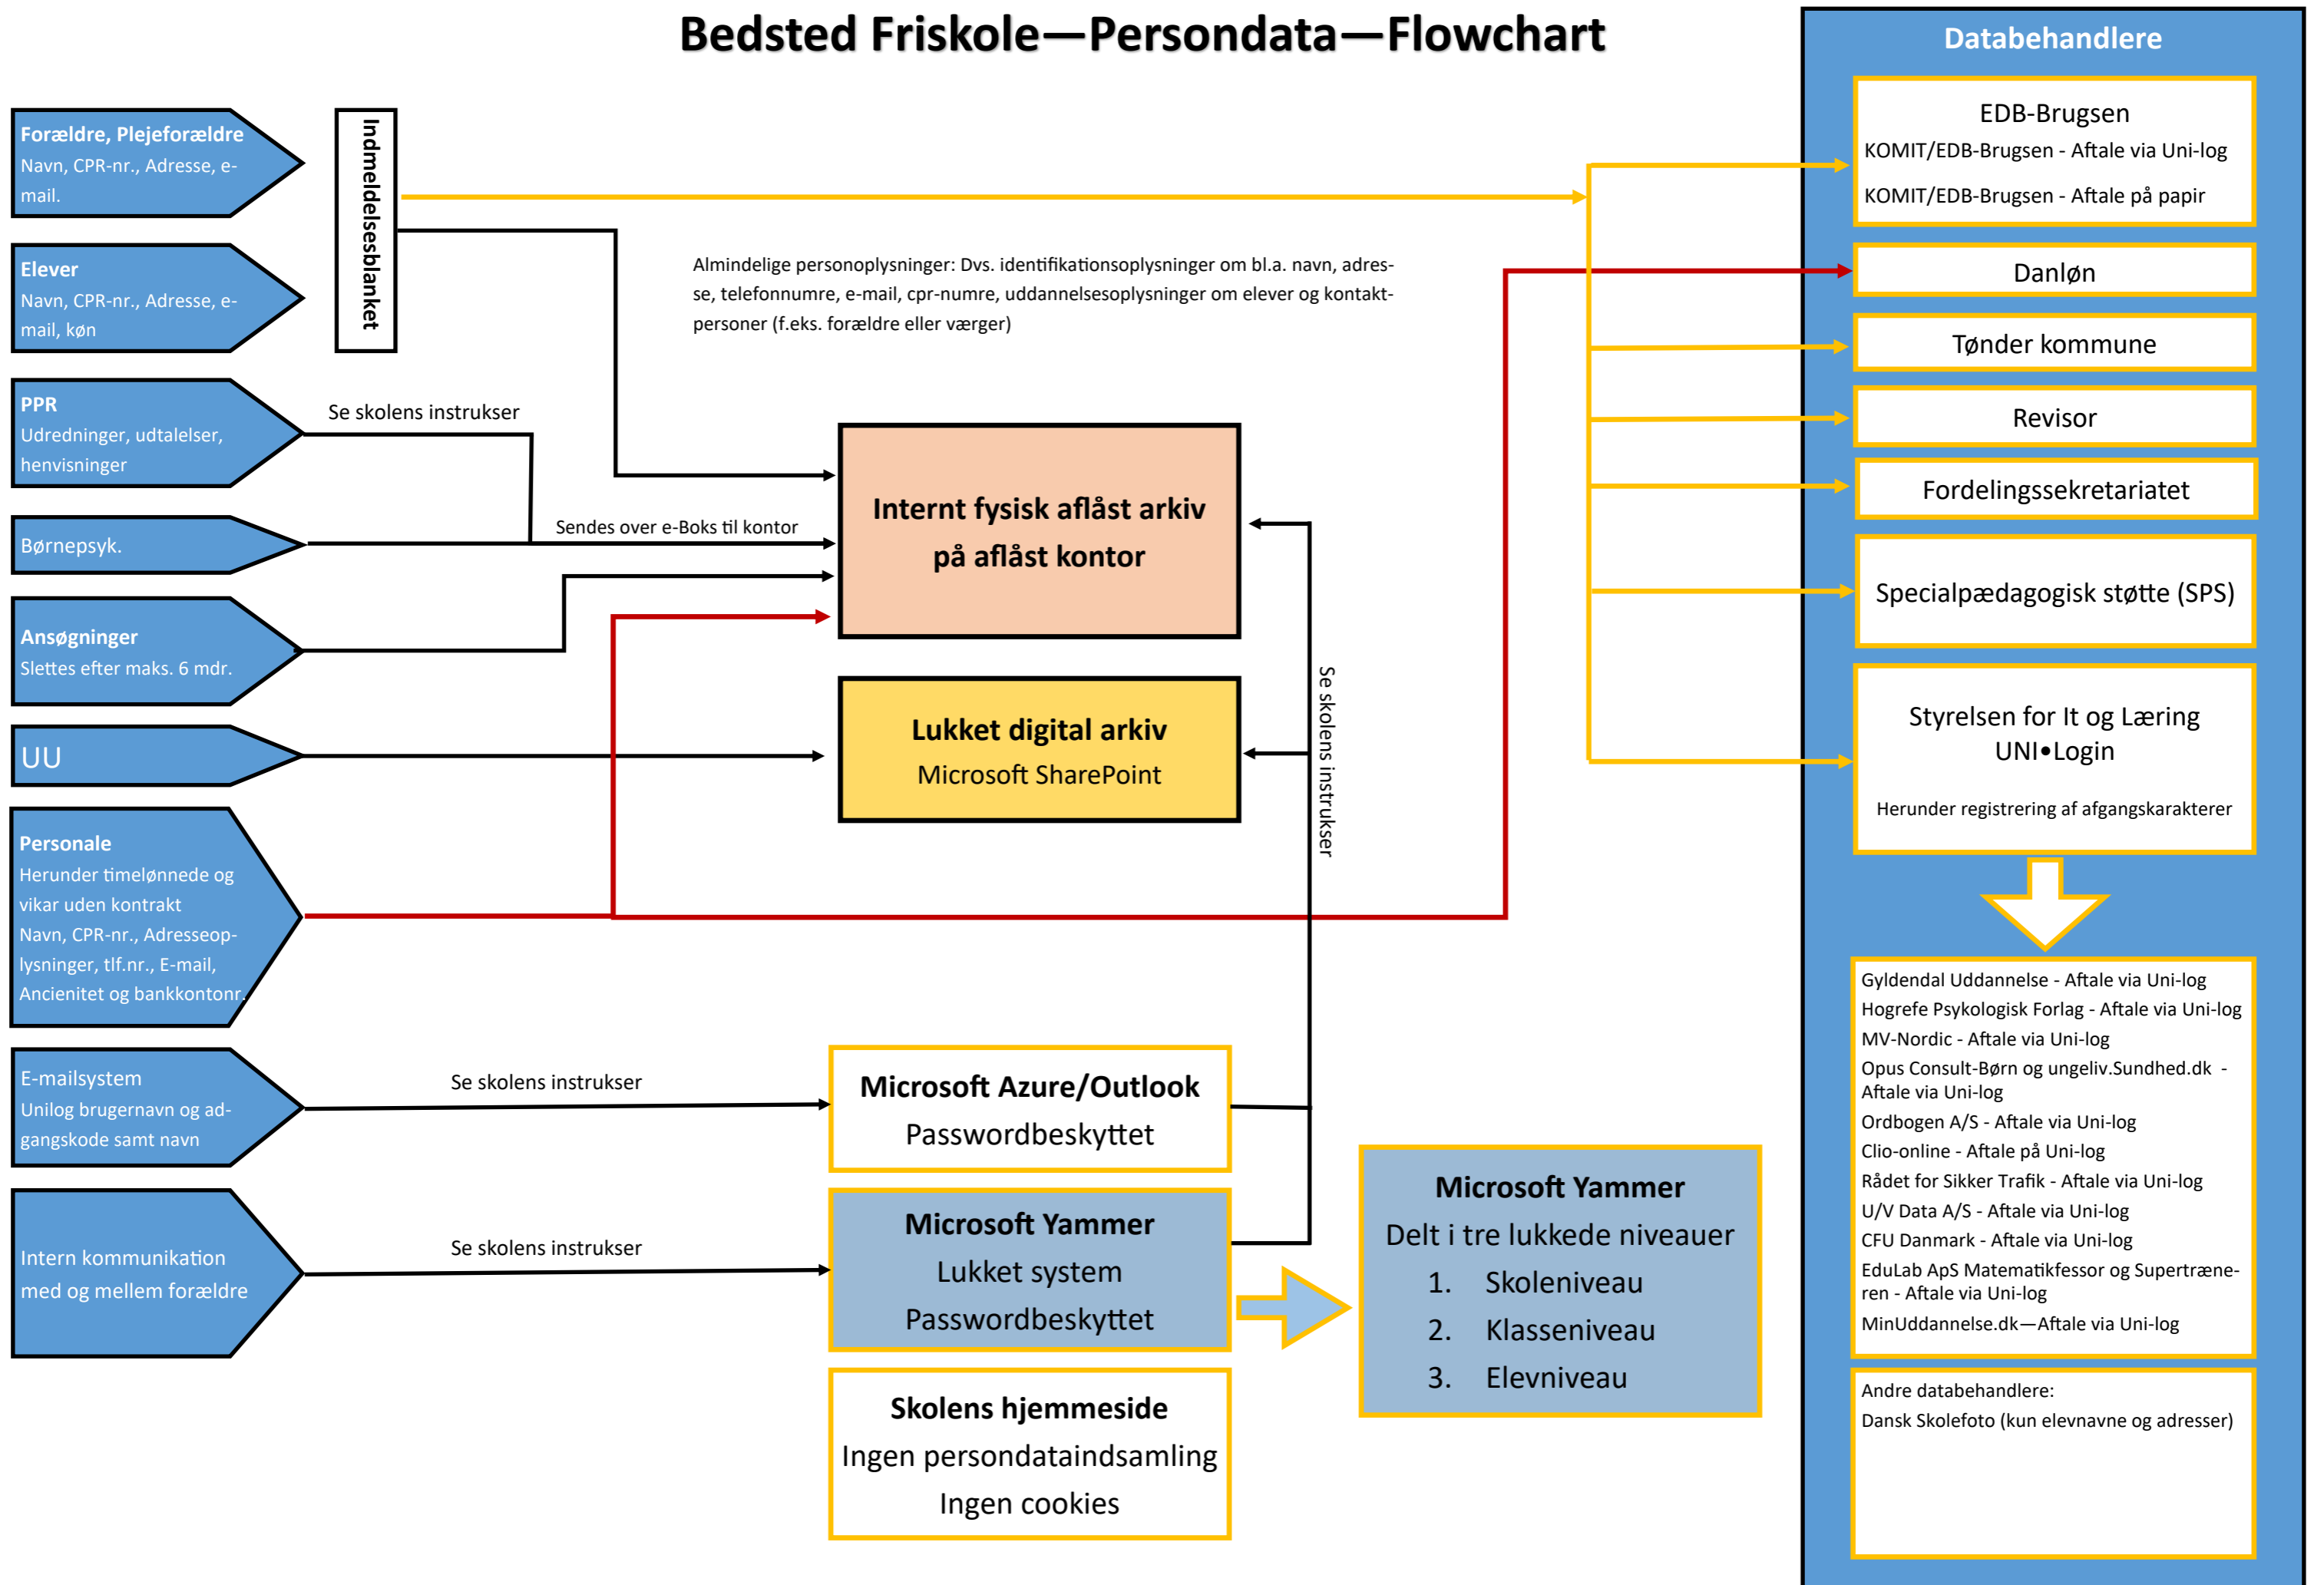 Bedsted Friskole—Persondata—Flowchart
Forældre, Plejeforældre
Navn, CPR-nr., Adresse, e-
mail.
Elever
Navn, CPR-nr., Adresse, e-
mail, køn
PPR
Udredninger, udtalelser,
henvisninger
Børnepsyk.
Ansøgninger
Slettes efter maks. 6 mdr.
UU
Personale
Herunder timelønnede og
vikar uden kontrakt
Navn, CPR-nr., Adresseop-
lysninger, tlf.nr., E-mail,
Ancienitet og bankkontonr.
E-mailsystem
Unilog brugernavn og ad-
gangskode samt navn
Intern kommunikation
med og mellem forældre
Indmeldelsesblanket
Se skolens instrukser
Sendes over e-Boks til kontor
Se skolens instrukser
Se skolens instrukser
Almindelige personoplysninger: Dvs. identifikationsoplysninger om bl.a. navn, adres-
se, telefonnumre, e-mail, cpr-numre, uddannelsesoplysninger om elever og kontakt-
personer (f.eks. forældre eller værger)
Internt fysisk aflåst arkiv
på aflåst kontor
Lukket digital arkiv
Microsoft SharePoint
Se skolens instrukser
Microsoft Azure/Outlook
Passwordbeskyttet
Microsoft Yammer
Lukket system
Passwordbeskyttet
Skolens hjemmeside
Ingen persondataindsamling
Ingen cookies
Microsoft Yammer
Delt i tre lukkede niveauer
1. Skoleniveau
2. Klasseniveau
3. Elevniveau
Databehandlere
EDB-Brugsen
KOMIT/EDB-Brugsen - Aftale via Uni-log
KOMIT/EDB-Brugsen - Aftale på papir
Danløn
Tønder kommune
Revisor
Fordelingssekretariatet
Specialpædagogisk støtte (SPS)
Styrelsen for It og Læring
UNI•Login
Herunder registrering af afgangskarakterer
Gyldendal Uddannelse - Aftale via Uni-log
Hogrefe Psykologisk Forlag - Aftale via Uni-log
MV-Nordic - Aftale via Uni-log
Opus Consult-Børn og ungeliv.Sundhed.dk -
Aftale via Uni-log
Ordbogen A/S - Aftale via Uni-log
Clio-online - Aftale på Uni-log
Rådet for Sikker Trafik - Aftale via Uni-log
U/V Data A/S - Aftale via Uni-log
CFU Danmark - Aftale via Uni-log
EduLab ApS Matematikfessor og Supertræne-
ren - Aftale via Uni-log
MinUddannelse.dk—Aftale via Uni-log
Andre databehandlere:
Dansk Skolefoto (kun elevnavne og adresser)